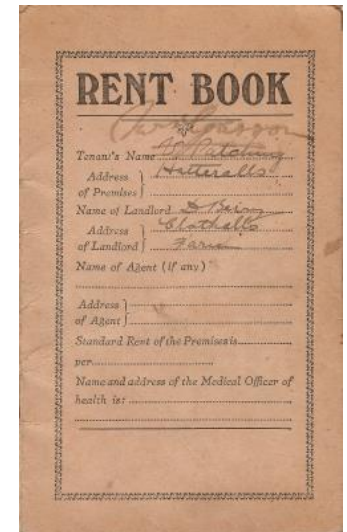 RENT BOOK
Tenant's Name
Address
of Premises
Name of Landlord
Address
of Landlord Farm
Name of Agent (if any)
Address
of Agent
Standard Rent of the Premises is
per
Name and address of the Medical Officer of
health is: